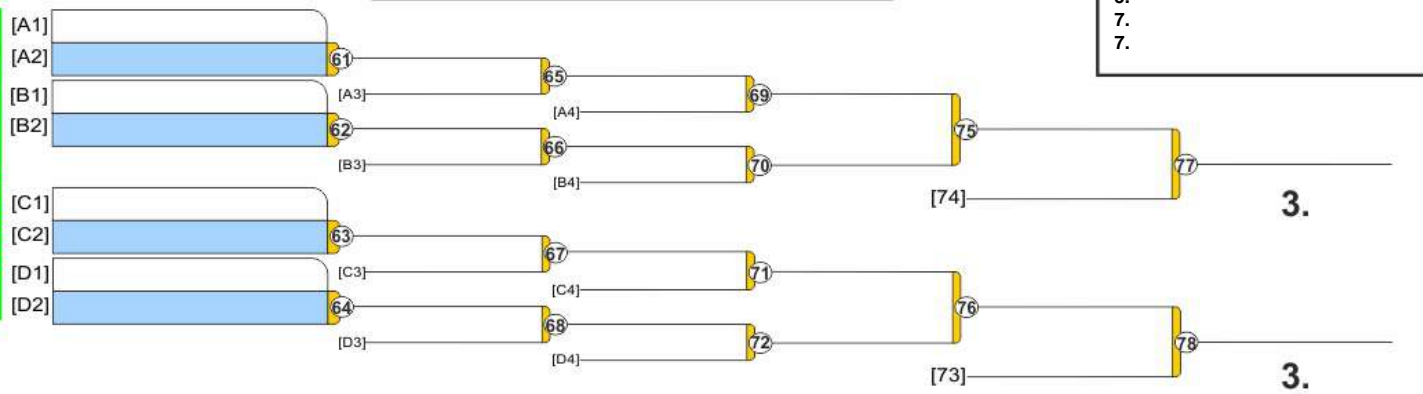 7.
7.
[A1]
[A2]
61
[A3]
65
[A4]
69
[B1]
[B2]
62
[B3]
66
[B4]
70
75
77
[74]
3.
[C1]
[C2]
63
[C3]
67
[C4]
71
[D1]
[D2]
64
[D3]
68
[D4]
72
76
78
[73]
3.